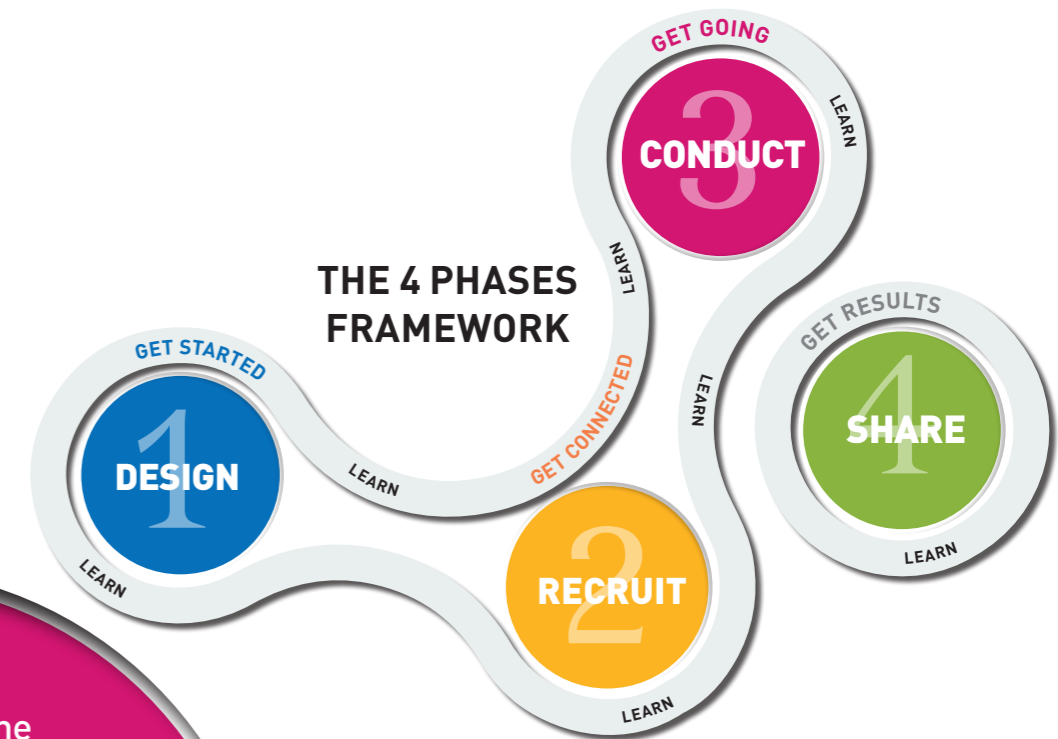 THE 4 PHASES
FRAMEWORK
GET STARTED
1
DESIGN
LEARN
LEARN
GET CONNECTED
2
RECRUIT
LEARN
LEARN
LEARN
GET GOING
3
CONDUCT
LEARN
GET RESULTS
4
SHARE
LEARN